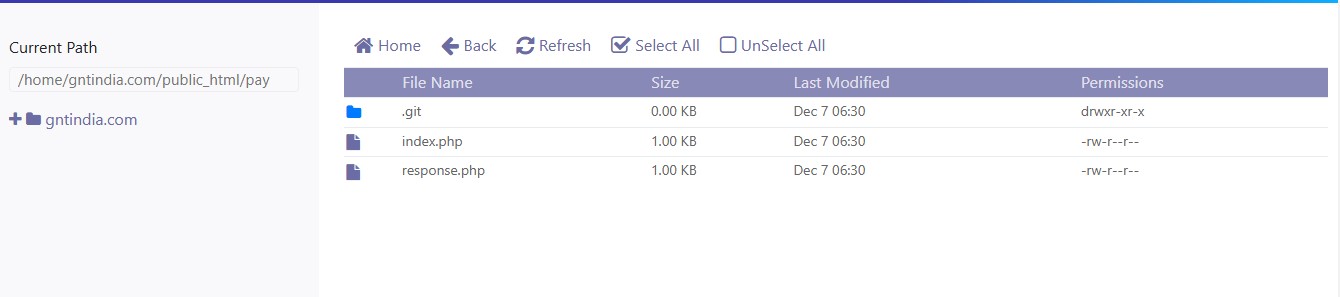 Current Path
/home/gntindia.com/public_html/pay
gntindia.com
Home Back Refresh Select All UnSelect All
File Name Size Last Modified Permissions
.git 0.00 KB Dec 7 06:30 drwxr-xr-x
index.php 1.00 KB Dec 7 06:30 -rw-r--r--
response.php 1.00 KB Dec 7 06:30 -rw-r--r--